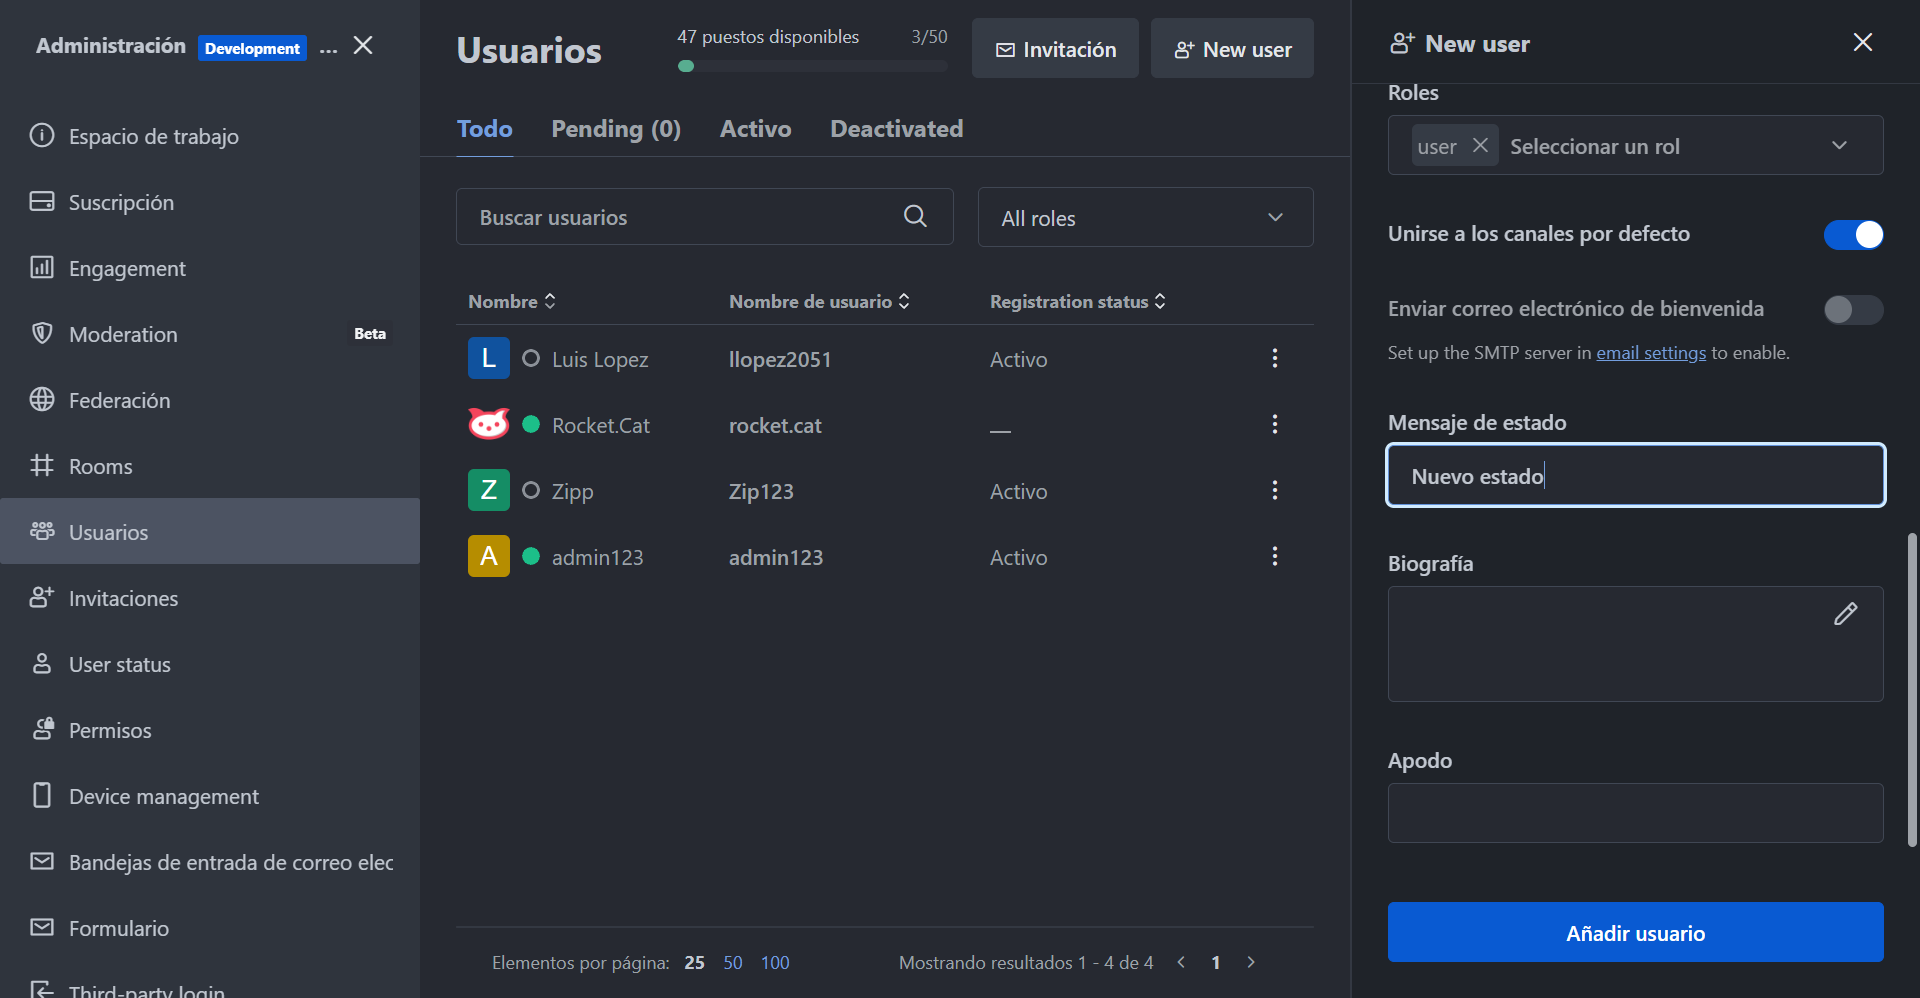 Administración Development ...
Espacio de trabajo
Suscripción
Engagement
Moderation Beta
Federación
Rooms
Usuarios
Invitaciones
User status
Permisos
Device management
Bandejas de entrada de correo elec
Formulario
Third-party login
Usuarios
47 puestos disponibles 3/50
Invitación
New user
Todo Pending (0) Activo Deactivated
Buscar usuarios
All roles
Nombre Nombre de usuario Registration status
L Luis Lopez llopez2051 Activo
Rocket.Cat rocket.cat —
Z Zipp Zip123 Activo
A admin123 admin123 Activo
Elementos por página: 25 50 100 Mostrando resultados 1 - 4 de 4 < 1 >
New user
Roles
user Seleccionar un rol
Unirse a los canales por defecto
Enviar correo electrónico de bienvenida
Set up the SMTP server in email settings to enable.
Mensaje de estado
Nuevo estado
Biografía
Apodo
Añadir usuario